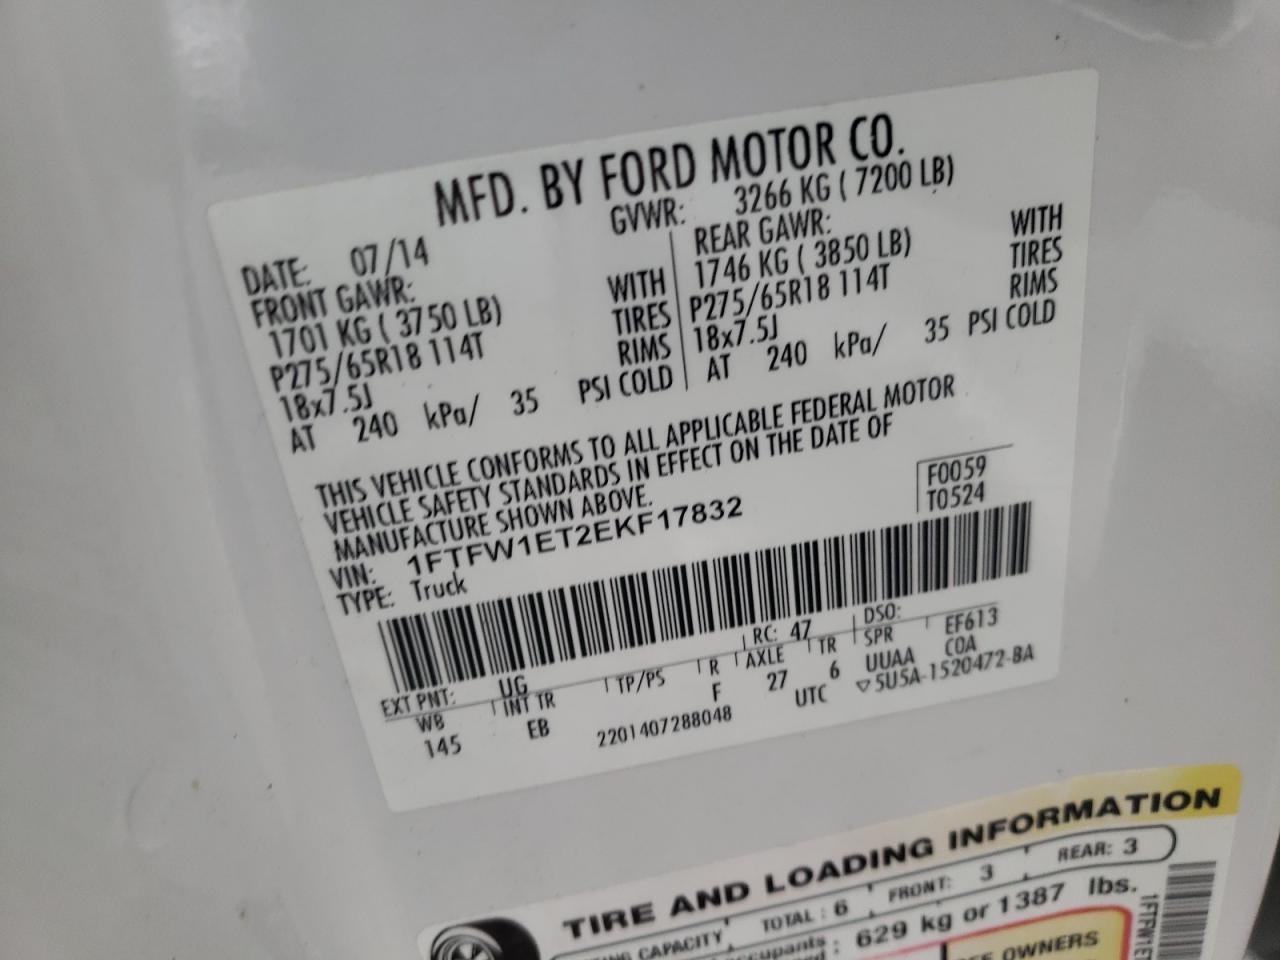 MFD. BY FORD MOTOR CO.
DATE: 07/14 GVWR: 3266 KG ( 7200 LB)
FRONT GAWR: REAR GAWR:
1701 KG ( 3750 LB) WITH 1746 KG ( 3850 LB) WITH
P275/65R18 114T TIRES P275/65R18 114T TIRES
18x7.5J RIMS 18x7.5J RIMS
AT 240 kPa/ 35 PSI COLD AT 240 kPa/ 35 PSI COLD
THIS VEHICLE CONFORMS TO ALL APPLICABLE FEDERAL MOTOR
VEHICLE SAFETY STANDARDS IN EFFECT ON THE DATE OF
MANUFACTURE SHOWN ABOVE.
F0059
VIN: 1FTFW1ET2EKF17832 T0524
TYPE: Truck
EXT PNT: UG RC: 47 DSO: EF613
WB INT TR TP/PS R AXLE TR SPR COA
145 EB F 27 6 UUAA
2201407288048 UTC ▽5U5A-1520472-BA
TIRE AND LOADING INFORMATION
CAPACITY TOTAL : 6 FRONT: 3 REAR: 3
629 kg or 1387 lbs.
OWNERS